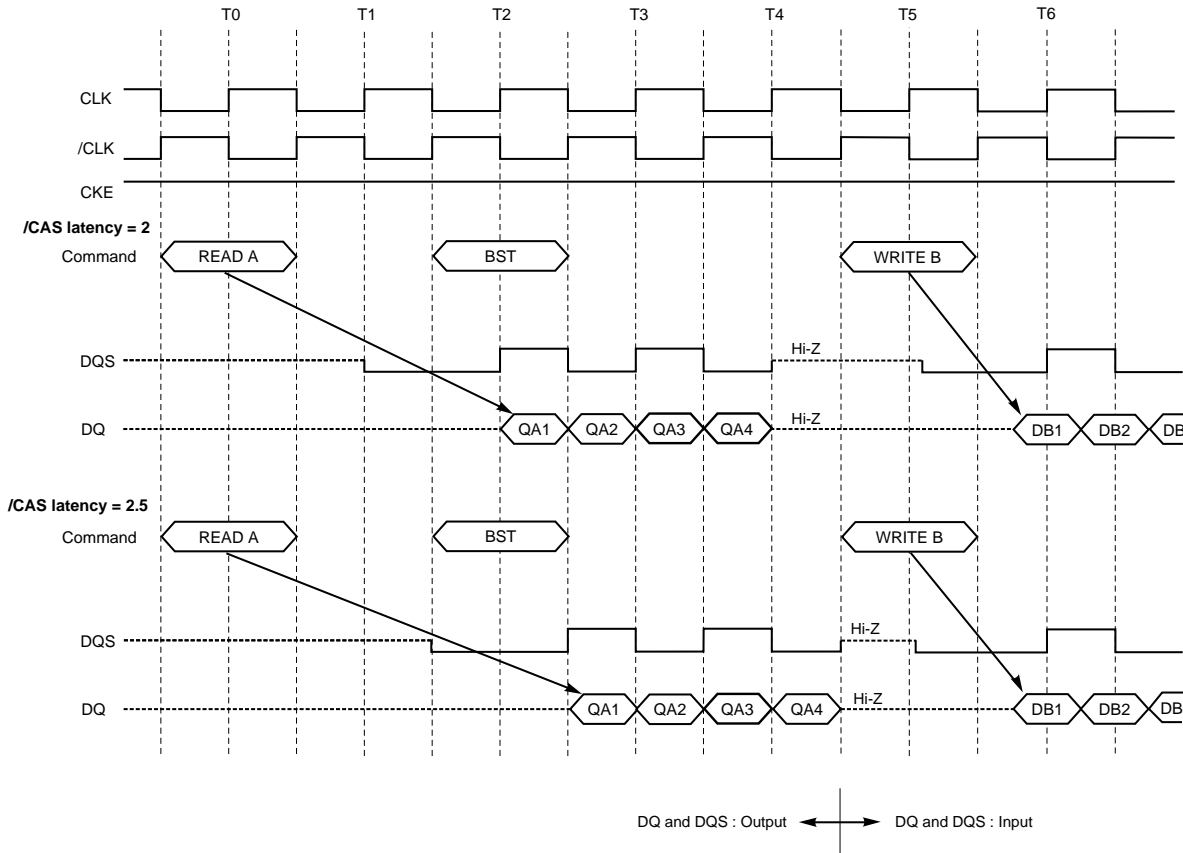 T0 T1 T2 T3 T4 T5 T6
CLK
/CLK
CKE
/CAS latency = 2
Command READ A BST WRITE B
DQS Hi-Z
DQ QA1 QA2 QA3 QA4 Hi-Z DB1 DB2 DB
/CAS latency = 2.5
Command READ A BST WRITE B
DQS Hi-Z
DQ QA1 QA2 QA3 QA4 Hi-Z DB1 DB2 DB
DQ and DQS : Output DQ and DQS : Input